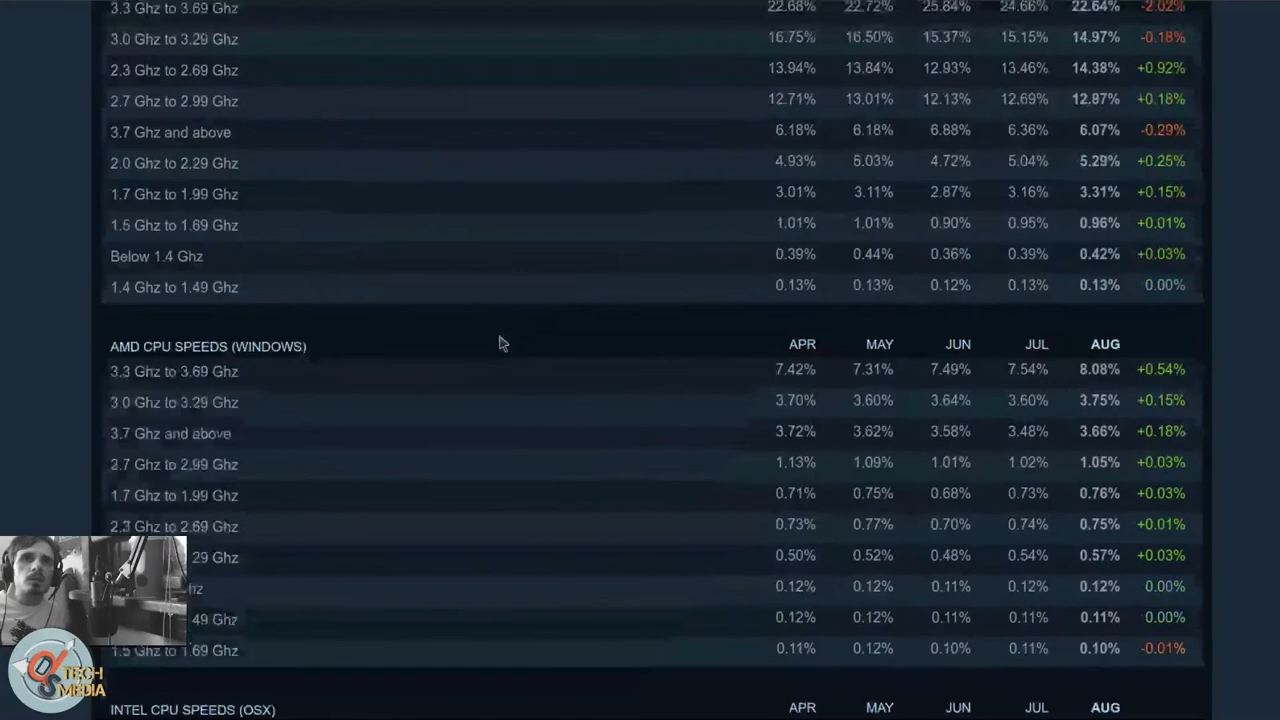 3.3 Ghz to 3.69 Ghz 22.68% 22.72% 25.84% 24.66% 22.64% -2.02%
3.0 Ghz to 3.29 Ghz 16.75% 16.50% 15.37% 15.15% 14.97% -0.18%
2.3 Ghz to 2.69 Ghz 13.94% 13.84% 12.93% 13.46% 14.38% +0.92%
2.7 Ghz to 2.99 Ghz 12.71% 13.01% 12.13% 12.69% 12.87% +0.18%
3.7 Ghz and above 6.18% 6.18% 6.88% 6.36% 6.07% -0.29%
2.0 Ghz to 2.29 Ghz 4.93% 5.03% 4.72% 5.04% 5.29% +0.25%
1.7 Ghz to 1.99 Ghz 3.01% 3.11% 2.87% 3.16% 3.31% +0.15%
1.5 Ghz to 1.69 Ghz 1.01% 1.01% 0.90% 0.95% 0.96% +0.01%
Below 1.4 Ghz 0.39% 0.44% 0.36% 0.39% 0.42% +0.03%
1.4 Ghz to 1.49 Ghz 0.13% 0.13% 0.12% 0.13% 0.13% 0.00%
AMD CPU SPEEDS (WINDOWS) APR MAY JUN JUL AUG
3.3 Ghz to 3.69 Ghz 7.42% 7.31% 7.49% 7.54% 8.08% +0.54%
3.0 Ghz to 3.29 Ghz 3.70% 3.60% 3.64% 3.60% 3.75% +0.15%
3.7 Ghz and above 3.72% 3.62% 3.58% 3.48% 3.66% +0.18%
2.7 Ghz to 2.99 Ghz 1.13% 1.09% 1.01% 1.02% 1.05% +0.03%
1.7 Ghz to 1.99 Ghz 0.71% 0.75% 0.68% 0.73% 0.76% +0.03%
2.3 Ghz to 2.69 Ghz 0.73% 0.77% 0.70% 0.74% 0.75% +0.01%
29 Ghz 0.50% 0.52% 0.48% 0.54% 0.57% +0.03%
hz 0.12% 0.12% 0.11% 0.12% 0.12% 0.00%
49 Ghz 0.12% 0.12% 0.11% 0.11% 0.11% 0.00%
1.5 Ghz to 1.69 Ghz 0.11% 0.12% 0.10% 0.11% 0.10% -0.01%
DS TECH
MEDIA
INTEL CPU SPEEDS (OSX) APR MAY JUN JUL AUG